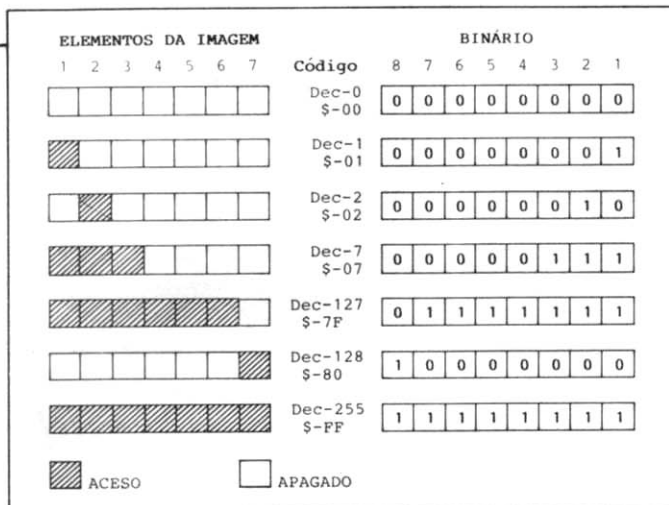 ELEMENTOS DA IMAGEM BINÁRIO
1 2 3 4 5 6 7 Código 8 7 6 5 4 3 2 1
Dec-0
$-00 0 0 0 0 0 0 0 0
Dec-1
$-01 0 0 0 0 0 0 0 1
Dec-2
$-02 0 0 0 0 0 0 1 0
Dec-7
$-07 0 0 0 0 0 1 1 1
Dec-127
$-7F 0 1 1 1 1 1 1 1
Dec-128
$-80 1 0 0 0 0 0 0 0
Dec-255
$-FF 1 1 1 1 1 1 1 1
ACESO APAGADO